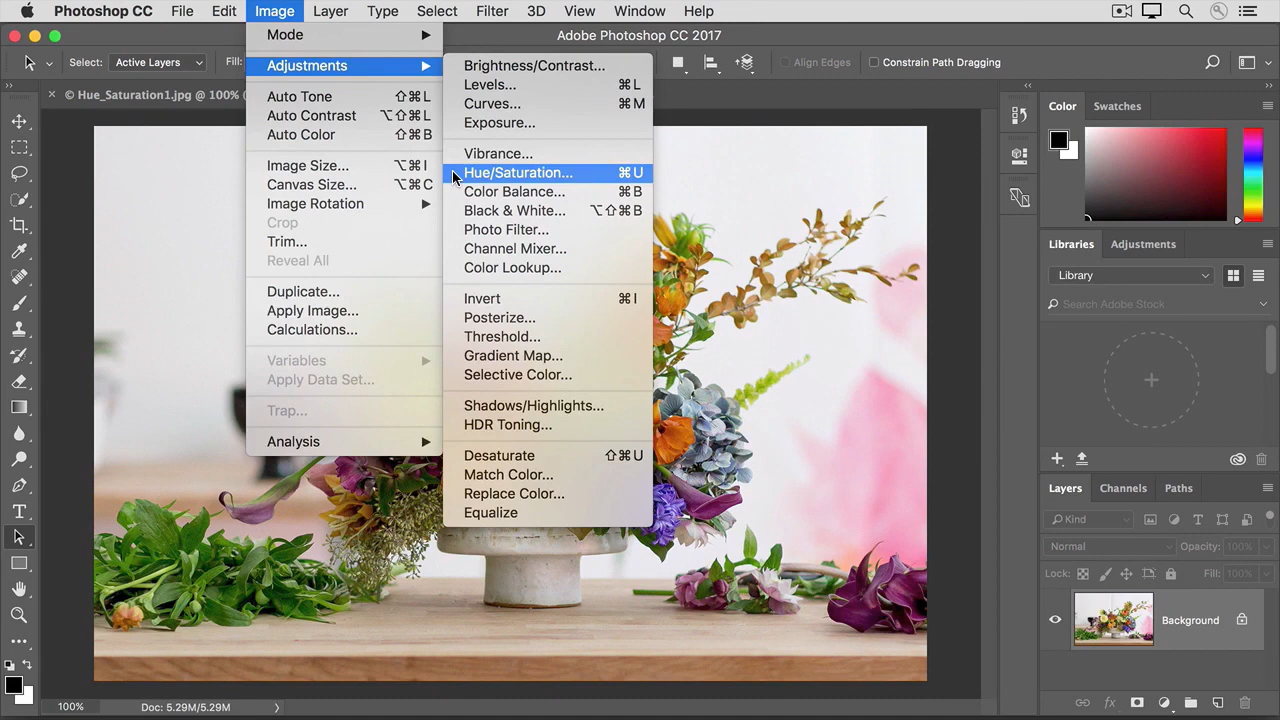 Photoshop CC File Edit Image Layer Type Select Filter 3D View Window Help
Adobe Photoshop CC 2017
Select: Active Layers Fill: Align Edges Constrain Path Dragging
© Hue_Saturation1.jpg @ 100% (
Mode
Adjustments
Auto Tone ⇧⌘L
Auto Contrast ⌥⇧⌘L
Auto Color ⇧⌘B
Image Size... ⌥⌘I
Canvas Size... ⌥⌘C
Image Rotation
Crop
Trim...
Reveal All
Duplicate...
Apply Image...
Calculations...
Variables
Apply Data Set...
Trap...
Analysis
Brightness/Contrast...
Levels... ⌘L
Curves... ⌘M
Exposure...
Vibrance...
Hue/Saturation... ⌘U
Color Balance... ⌘B
Black & White... ⌥⇧⌘B
Photo Filter...
Channel Mixer...
Color Lookup...
Invert ⌘I
Posterize...
Threshold...
Gradient Map...
Selective Color...
Shadows/Highlights...
HDR Toning...
Desaturate ⇧⌘U
Match Color...
Replace Color...
Equalize
Color Swatches
Libraries Adjustments
Library
Search Adobe Stock
Layers Channels Paths
Kind
Normal Opacity: 100%
Lock: Fill: 100%
Background
100% Doc: 5.29M/5.29M